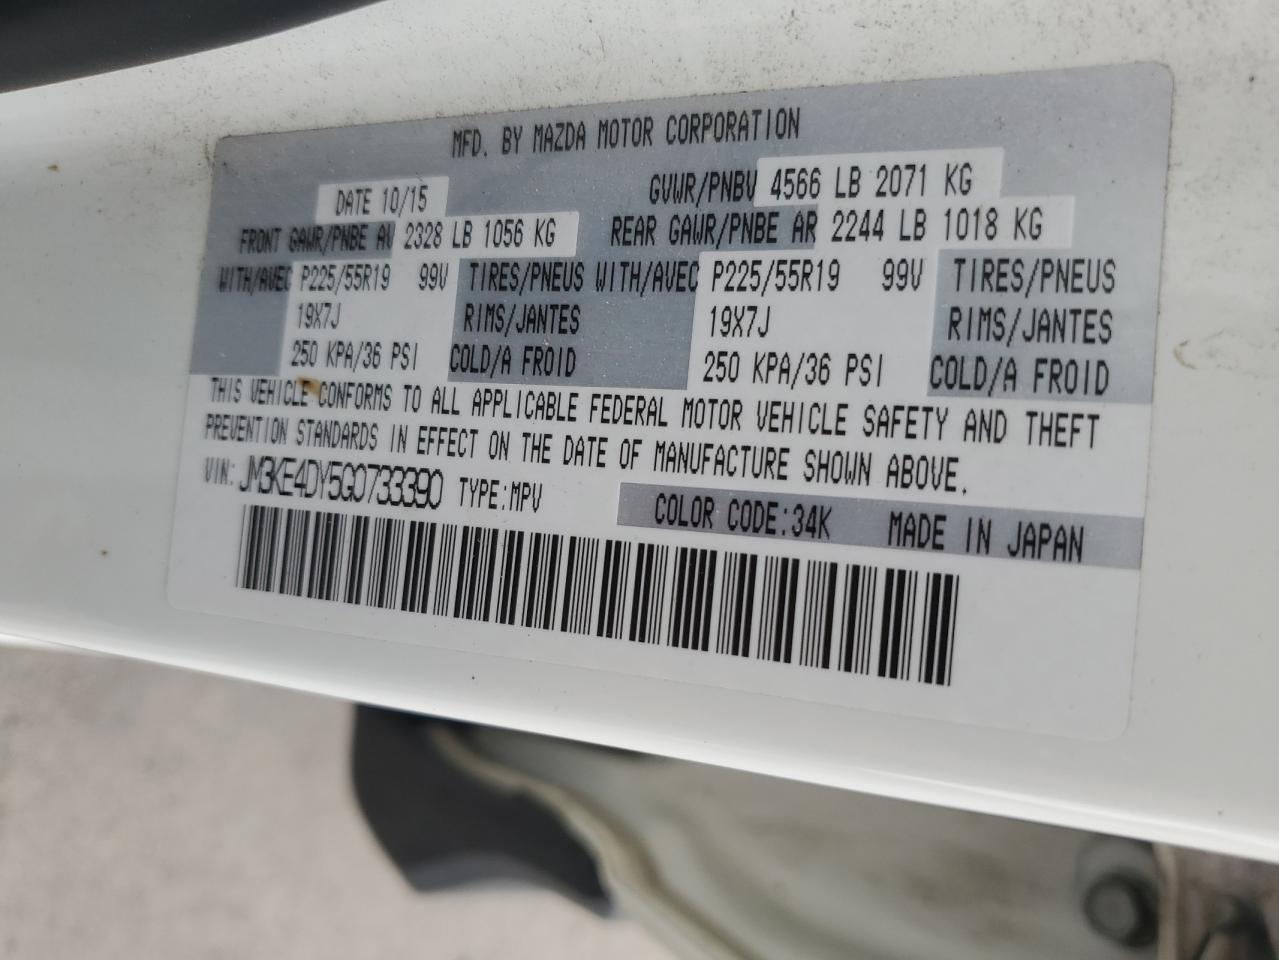 MFD. BY MAZDA MOTOR CORPORATION
DATE 10/15 GVWR/PNBV 4566 LB 2071 KG
FRONT GAWR/PNBE AV 2328 LB 1056 KG REAR GAWR/PNBE AR 2244 LB 1018 KG
WITH/AVEC P225/55R19 99V TIRES/PNEUS WITH/AVEC P225/55R19 99V TIRES/PNEUS
19X7J RIMS/JANTES 19X7J RIMS/JANTES
250 KPA/36 PSI COLD/A FROID 250 KPA/36 PSI COLD/A FROID
THIS VEHICLE CONFORMS TO ALL APPLICABLE FEDERAL MOTOR VEHICLE SAFETY AND THEFT
PREVENTION STANDARDS IN EFFECT ON THE DATE OF MANUFACTURE SHOWN ABOVE.
VIN: JM3KE4DY5G0733390 TYPE:MPV COLOR CODE:34K MADE IN JAPAN